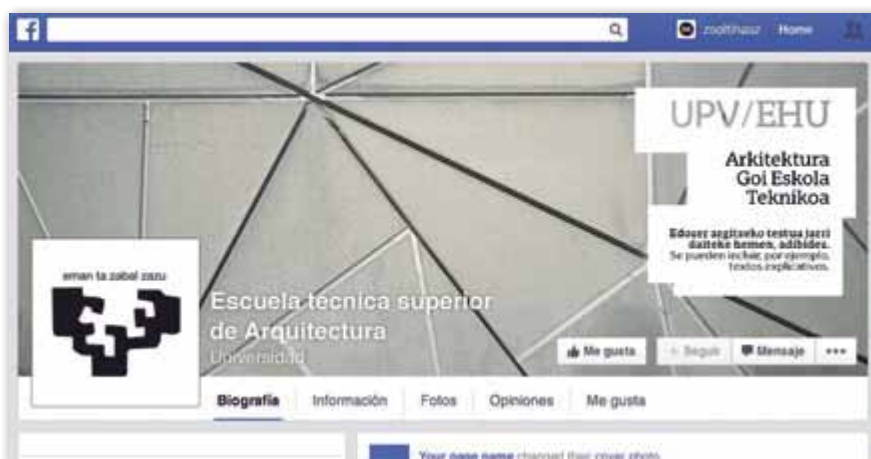 f
Home
UPV/EHU
Arkitektura
Goi Eskola
Teknikoa
Edozer argitzeko testua jarri
daiteke hemen, adibidez.
Se pueden incluir, por ejemplo,
textos explicativos.
eman ta zabal zazu
Escuela técnica superior
de Arquitectura
Universidad
Me gusta
+ Seguir
Mensaje
•••
Biografía
Información
Fotos
Opiniones
Me gusta
Your page name changed their cover photo.